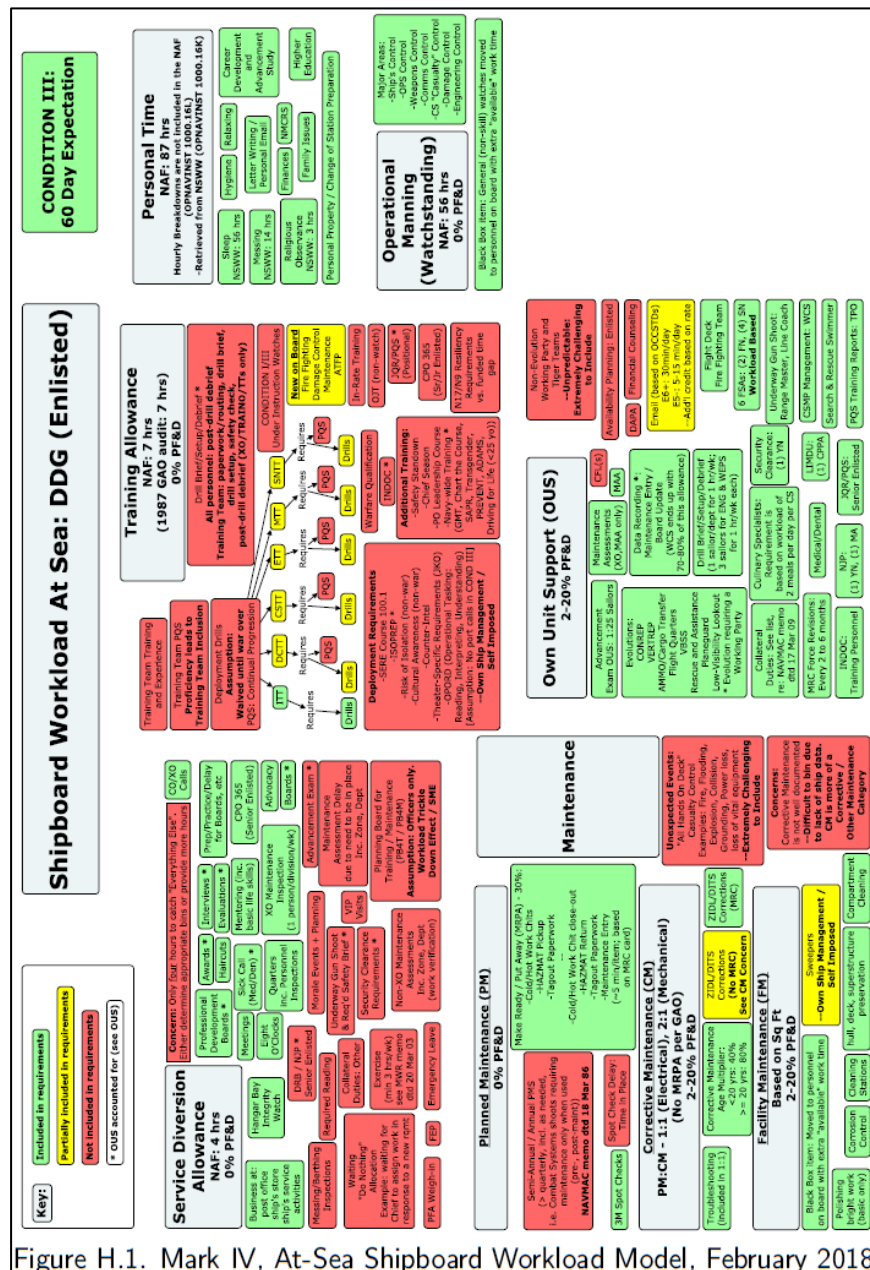 Shipboard Workload At Sea: DDG (Enlisted)
CONDITION III:
60 Day Expectation
Key:
Included in requirements
Partially included in requirements
Not included in requirements
* OUS accounted for (see OUS)
Service Diversion
Allowance
NAF: 4 hrs
0% PF&D
Concern: Only four hours to catch "Everything Else".
Either determine appropriate bins or provide more hours
CO/XO
Calls
Business at:
post office
ship's store
ship's service
activities
Hangar Bay
Integrity
Watch
Professional
Development
Boards *
Awards *
Interviews *
Evaluations *
Prep/Practice/Delay
for Boards, etc
Haircuts
Meetings
Sick Call
(Med/Den) *
Mentoring (inc.
basic life skills)
CPO 365
(Senior Enlisted)
Eight
O'Clocks
Quarters
inc. Personnel
Inspections
XO Maintenance
Inspection
(1 person/division/wk)
Advocacy
Boards *
Messing/Berthing
Inspections
Required Reading
DRB / NJP *
Senior Enlisted
Morale Events + Planning
Advancement Exam *
Waiting
"Do Nothing"
Allocation
Example: waiting for
Chief to assign work in
response to a new rqmt
Collateral
Duties: Other
Underway Gun Shoot
& Req'd Safety Brief *
VIP
Visits
Maintenance
Assessment Delay
due to need to be in place
Inc. Zone, Dept
Exercise
(min 3 hrs/wk)
see MWR memo
dtd 20 Mar 03
Security Clearance
Requirements *
Non-XO Maintenance
Assessments
Inc. Zone, Dept
(work verification)
Planning Board for
Training / Maintenance
(PB4T / PB4M)
Assumption: Officers only.
Workload Trickle
Down Effect / SME
PFA Weigh-in
FEP
Emergency Leave
Training Allowance
NAF: 7 hrs
(1987 GAO audit: 7 hrs)
0% PF&D
Training Team Training
and Experience
Training Team PQS
Proficiency leads to
Training Team Inclusion
Deployment Drills
Assumption:
Waived until war over
PQS: Continual Progression
Drill Brief/Setup/Debrief *
All personnel: post-drill debrief
Training Team: paperwork/routing, drill brief,
drill setup, safety check,
post-drill debrief (XO/TRAINO/TTs only)
ITT
DCTT
CSTT
ETT
MTT
SMTT
CONDITION I/III
Under Instruction Watches
Requires
Requires
Requires
Requires
Requires
Requires
PQS
PQS
PQS
PQS
PQS
Drills
Drills
Drills
Drills
Drills
Drills
New on Board
Fire Fighting
Damage Control
Maintenance
ATFP
Deployment Requirements
-SERE Course 100.1
-ISOPREP *
-Risk of Isolation (non-war)
-Cultural Awareness (non-war)
-Counter-Intel
-Theater-Specific Requirements (JKO)
-OPORD (Operational Tasking:
Reading, Interpreting, Understanding)
[Assumption: No port calls in COND III]
--Own Ship Management /
Self Imposed
Warfare Qualification
INDOC *
In-Rate Training
OJT (non-watch)
Additional Training:
-Safety Standown
-Chief Season
-PO Leadership Course
-Navy-wide Training *
(GMT, Chart the Course,
SAPR, Transgender,
PREVENT, ADAMS,
Driving for Life (<25 yo))
JQR/PQS *
(Positional)
CPO 365
(Sr/Jr Enlisted)
N17/N9 Resiliency
Requirements
vs. funded time
gap
Personal Time
NAF: 87 hrs
Hourly Breakdowns are not included in the NAF
(OPNAVINST 1000.16L)
-Retrieved from NSWW (OPNAVINST 1000.16K)
Sleep
NSWW: 56 hrs
Hygiene
Relaxing
Career
Development
and
Advancement
Study
Messing
NSWW: 14 hrs
Letter Writing /
Personal Email
Religious
Observance
NSWW: 3 hrs
Finances
NMCRS
Family Issues
Higher
Education
Personal Property / Change of Station Preparation
Operational
Manning
(Watchstanding)
NAF: 56 hrs
0% PF&D
Major Areas:
-Ship's Control
-OPS Control
-Weapons Control
-Comms Control
-CS "Casualty" Control
-Damage Control
-Engineering Control
Black Box item: General (non-skill) watches moved
to personnel on board with extra "available" work time
Maintenance
Planned Maintenance (PM)
0% PF&D
Semi-Annual / Annual PMS
(> quarterly, incl. as needed,
i.e. Combat Systems shoots requiring
maintenance only when used
(pre-, post-maint))
NAVMAC memo dtd 18 Mar 86
Make Ready / Put Away (MRPA) - 30%:
-Cold/Hot Work Chits
-HAZMAT Pickup
-Tagout Paperwork
--
-Cold/Hot Work Chit close-out
-HAZMAT Return
-Tagout Paperwork
-Maintenance Entry
(~2 min/item; based
on MRC card)
3M Spot Checks
Spot Check Delay:
Time in Place
Corrective Maintenance (CM)
PM:CM - 1:1 (Electrical), 2:1 (Mechanical)
(No MRPA per GAO)
2-20% PF&D
Unexpected Events:
"All Hands On Deck"
Casualty Control
Examples: Fire, Flooding,
Explosion, Collision,
Grounding, Power loss,
loss of vital equipment
--Extremely Challenging
to Include
Troubleshooting
(included in 1:1)
Corrective Maintenance
Age Multiplier:
<20 yrs: 40%
>= 20 yrs: 80%
ZIDL/DITS
Corrections
(No MRC)
See CM Concern
ZIDL/DITS
Corrections
(MRC)
Concerns:
Corrective Maintenance
is not well documented
--Difficult to bin due
to lack of ship data.
CM is more of a
Corrective /
Other Maintenance
Category
Facility Maintenance (FM)
Based on Sq Ft
2-20% PF&D
Black Box item: Moved to personnel
on board with extra "available" work time
Sweepers
--Own Ship Management /
Self Imposed
Polishing
bright work
(basic only)
Corrosion
Control
Cleaning
Stations
hull, deck, superstructure
preservation
Compartment
Cleaning
Own Unit Support (OUS)
2-20% PF&D
Non-Evolution
Working Party and
Tiger Teams
--Unpredictable:
Extremely Challenging
to Include
Advancement
Exam OUS: 1:25 Sailors
Maintenance
Assessments
(XO,MAA only)
CFL(S)
MAA
DAPA
Availability Planning: Enlisted
Financial Counseling
Evolutions:
CONREP
VERTREP
AMMO/Cargo Transfer
Flight Quarters
VBSS
Rescue and Assistance
Planeguard
Low-Visibility Lookout
* Evolution requiring a
Working Party
Data Recording *:
Maintenance Entry /
Board Update
(WCS ends up with
70-80% of this allowance)
Email (based on OCCSTDs)
E6+: 30min/day
E5-: 5-15 min/day
--Add'l credit based on rate
Drill Brief/Setup/Debrief
(1 sailor/dept for 1 hr/wk;
3 sailors for ENG & WEPS
for 1 hr/wk each)
Flight Deck
Fire Fighting Team
Collateral
Duties: See list,
re: NAVMAC memo
dtd 17 Mar 09
Culinary Specialists:
Requirement is
based on workload of
2 meals per day per CS
Security
Clearance:
(1) YN
6 FSAs: (2) FN, (4) SN
Workload Based
Underway Gun Shoot:
Range Master, Line Coach
MRC Force Revisions:
Every 2 to 6 months
Medical/Dental
LIMDU:
(1) CPPA
CSMP Management: WCS
INDOC:
Training Personnel
NJP:
(1) YN, (1) MA
JQR/PQS:
Senior Enlisted
Search & Rescue Swimmer
PQS Training Reports: TPO
Figure H.1. Mark IV, At-Sea Shipboard Workload Model, February 2018